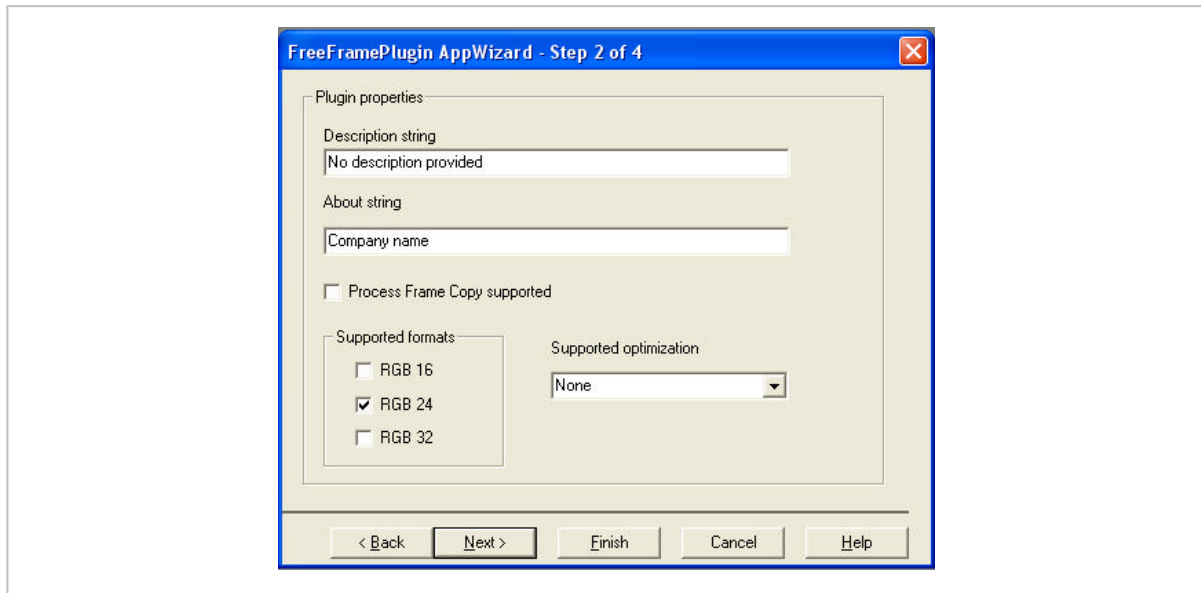 FreeFramePlugin AppWizard - Step 2 of 4
Plugin properties
Description string
No description provided
About string
Company name
Process Frame Copy supported
Supported formats
RGB 16
RGB 24
RGB 32
Supported optimization
None
< Back
Next >
Finish
Cancel
Help